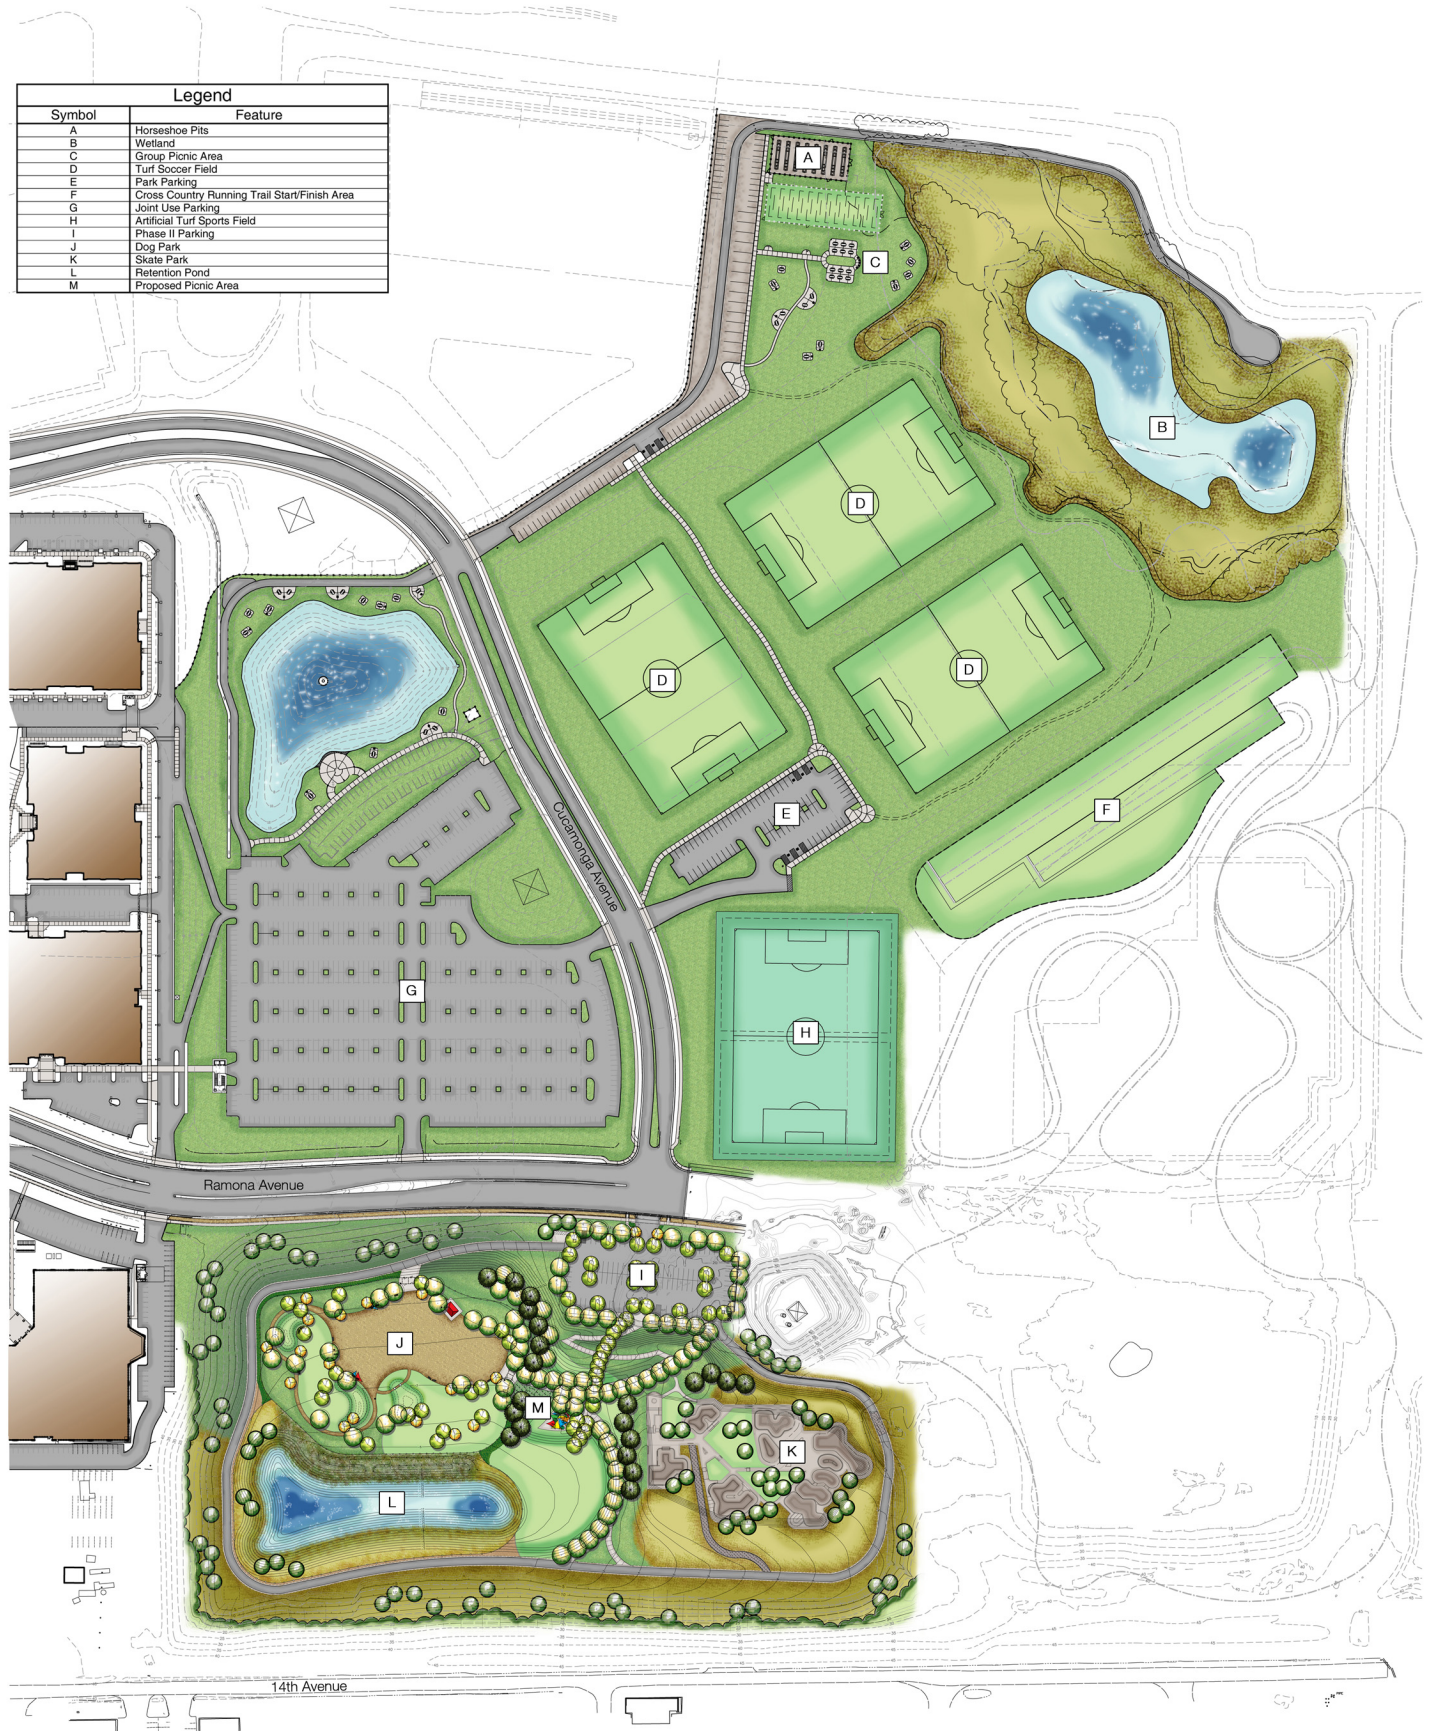 Legend
Symbol Feature
A Horseshoe Pits
B Wetland
C Group Picnic Area
D Turf Soccer Field
E Park Parking
F Cross Country Running Trail Start/Finish Area
G Joint Use Parking
H Artificial Turf Sports Field
I Phase II Parking
J Dog Park
K Skate Park
L Retention Pond
M Proposed Picnic Area
A
C
B
D
D
D
E
F
Cucamonga Avenue
G
H
Ramona Avenue
I
J
M
K
L
14th Avenue